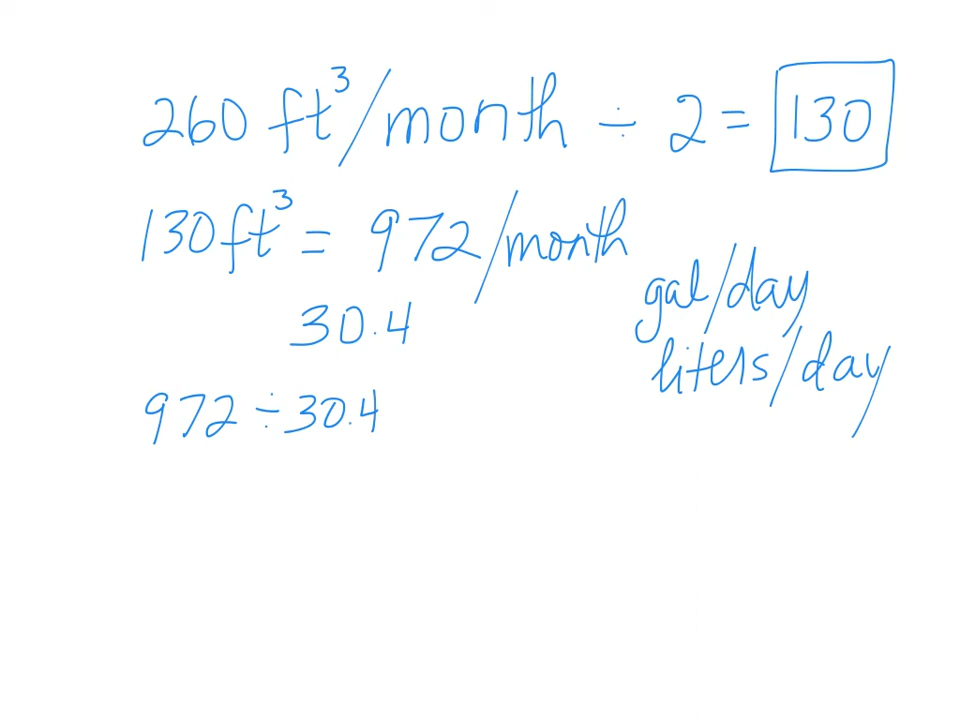 260 ft³/month ÷ 2 = 130
130 ft³ = 972/month
30.4
gal/day
liters/day
972 ÷ 30.4